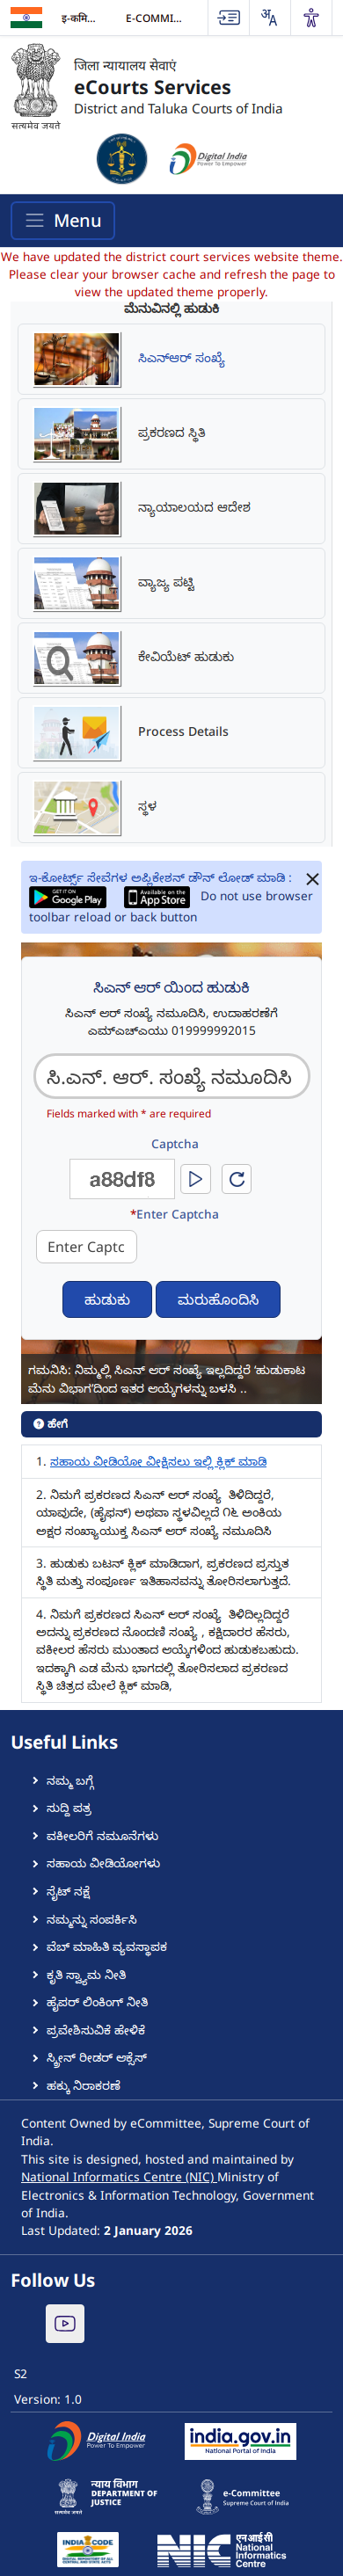 इ-कमि...
E-COMMI...
जिला न्यायालय सेवाएं
eCourts Services
District and Taluka Courts of India
सत्यमेव जयते
Digital India
Power To Empower
Menu
We have updated the district court services website theme.
Please clear your browser cache and refresh the page to
view the updated theme properly.
ಮೆನುವಿನಲ್ಲಿ ಹುಡುಕಿ
ಸಿಎನ್ಆರ್ ಸಂಖ್ಯೆ
ಪ್ರಕರಣದ ಸ್ಥಿತಿ
ನ್ಯಾಯಾಲಯದ ಆದೇಶ
ವ್ಯಾಜ್ಯ ಪಟ್ಟಿ
ಕೇವಿಯೆಟ್ ಹುಡುಕು
Process Details
ಸ್ಥಳ
ಇ-ಕೋರ್ಟ್ಸ್ ಸೇವೆಗಳ ಅಪ್ಲಿಕೇಶನ್ ಡೌನ್ ಲೋಡ್ ಮಾಡಿ :
GET IT ON Google Play Available on the App Store Do not use browser
toolbar reload or back button
ಸಿಎನ್ ಆರ್ ಯಿಂದ ಹುಡುಕಿ
ಸಿಎನ್ ಆರ್ ಸಂಖ್ಯೆ ನಮೂದಿಸಿ, ಉದಾಹರಣೆಗೆ
ಎಮ್ಎಚ್ಎಯು 019999992015
ಸಿ.ಎನ್. ಆರ್. ಸಂಖ್ಯೆ ನಮೂದಿಸಿ
Fields marked with * are required
Captcha
a88df8
*Enter Captcha
Enter Captc
ಹುಡುಕು ಮರುಹೊಂದಿಸಿ
ಗಮನಿಸಿ: ನಿಮ್ಮಲ್ಲಿ ಸಿಎನ್ ಆರ್ ಸಂಖ್ಯೆ ಇಲ್ಲದಿದ್ದರೆ 'ಹುಡುಕಾಟ
ಮೆನು ವಿಭಾಗ'ದಿಂದ ಇತರ ಆಯ್ಕೆಗಳನ್ನು ಬಳಸಿ ..
ಹೇಗೆ
1. ಸಹಾಯ ವೀಡಿಯೋ ವೀಕ್ಷಿಸಲು ಇಲ್ಲಿ ಕ್ಲಿಕ್ ಮಾಡಿ
2. ನಿಮಗೆ ಪ್ರಕರಣದ ಸಿಎನ್ ಆರ್ ಸಂಖ್ಯೆ ತಿಳಿದಿದ್ದರೆ,
ಯಾವುದೇ, (ಹೈಫನ್) ಅಥವಾ ಸ್ಥಳವಿಲ್ಲದೆ ೧೬ ಅಂಕಿಯ
ಅಕ್ಷರ ಸಂಖ್ಯಾಯುಕ್ತ ಸಿಎನ್ ಆರ್ ಸಂಖ್ಯೆ ನಮೂದಿಸಿ
3. ಹುಡುಕು ಬಟನ್ ಕ್ಲಿಕ್ ಮಾಡಿದಾಗ, ಪ್ರಕರಣದ ಪ್ರಸ್ತುತ
ಸ್ಥಿತಿ ಮತ್ತು ಸಂಪೂರ್ಣ ಇತಿಹಾಸವನ್ನು ತೋರಿಸಲಾಗುತ್ತದೆ.
4. ನಿಮಗೆ ಪ್ರಕರಣದ ಸಿಎನ್ ಆರ್ ಸಂಖ್ಯೆ ತಿಳಿದಿಲ್ಲದಿದ್ದರೆ
ಅದನ್ನು ಪ್ರಕರಣದ ನೊಂದಣಿ ಸಂಖ್ಯೆ , ಕಕ್ಷಿದಾರರ ಹೆಸರು,
ವಕೀಲರ ಹೆಸರು ಮುಂತಾದ ಆಯ್ಕೆಗಳಿಂದ ಹುಡುಕಬಹುದು.
ಇದಕ್ಕಾಗಿ ಎಡ ಮೆನು ಭಾಗದಲ್ಲಿ ತೋರಿಸಲಾದ ಪ್ರಕರಣದ
ಸ್ಥಿತಿ ಚಿತ್ರದ ಮೇಲೆ ಕ್ಲಿಕ್ ಮಾಡಿ,
Useful Links
ನಮ್ಮ ಬಗ್ಗೆ
ಸುದ್ದಿ ಪತ್ರ
ವಕೀಲರಿಗೆ ನಮೂನೆಗಳು
ಸಹಾಯ ವೀಡಿಯೋಗಳು
ಸೈಟ್ ನಕ್ಷೆ
ನಮ್ಮನ್ನು ಸಂಪರ್ಕಿಸಿ
ವೆಬ್ ಮಾಹಿತಿ ವ್ಯವಸ್ಥಾಪಕ
ಕೃತಿ ಸ್ವ್ಯಾಮ ನೀತಿ
ಹೈಪರ್ ಲಿಂಕಿಂಗ್ ನೀತಿ
ಪ್ರವೇಶಿಸುವಿಕೆ ಹೇಳಿಕೆ
ಸ್ಕ್ರೀನ್ ರೀಡರ್ ಅಕ್ಸೆಸ್
ಹಕ್ಕು ನಿರಾಕರಣೆ
Content Owned by eCommittee, Supreme Court of
India.
This site is designed, hosted and maintained by
National Informatics Centre (NIC) Ministry of
Electronics & Information Technology, Government
of India.
Last Updated: 2 January 2026
Follow Us
S2
Version: 1.0
Digital India
Power To Empower
india.gov.in
National Portal of India
न्याय विभाग
DEPARTMENT OF
JUSTICE
e-Committee
Supreme Court of India
INDIA CODE
NIC
एनआईसी
National
Informatics
Centre